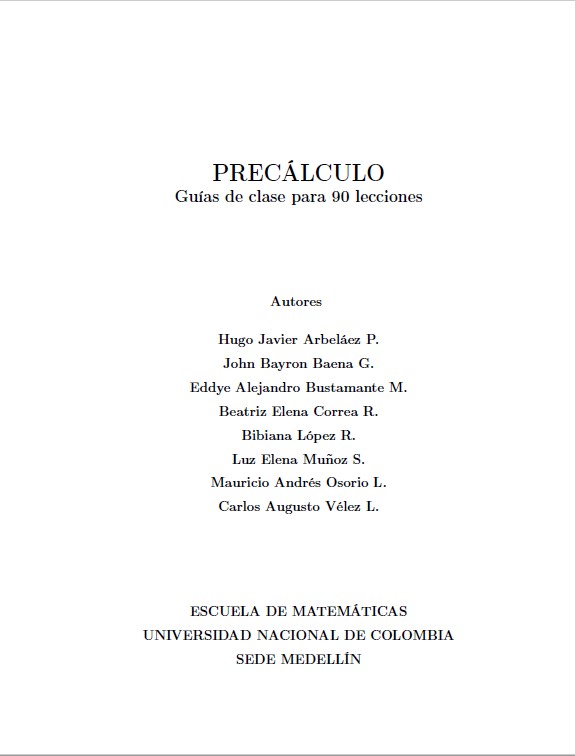 PRECÁLCULO
Guías de clase para 90 lecciones
Autores
Hugo Javier Arbeláez P.
John Bayron Baena G.
Eddye Alejandro Bustamante M.
Beatriz Elena Correa R.
Bibiana López R.
Luz Elena Muñoz S.
Mauricio Andrés Osorio L.
Carlos Augusto Vélez L.
ESCUELA DE MATEMÁTICAS
UNIVERSIDAD NACIONAL DE COLOMBIA
SEDE MEDELLÍN